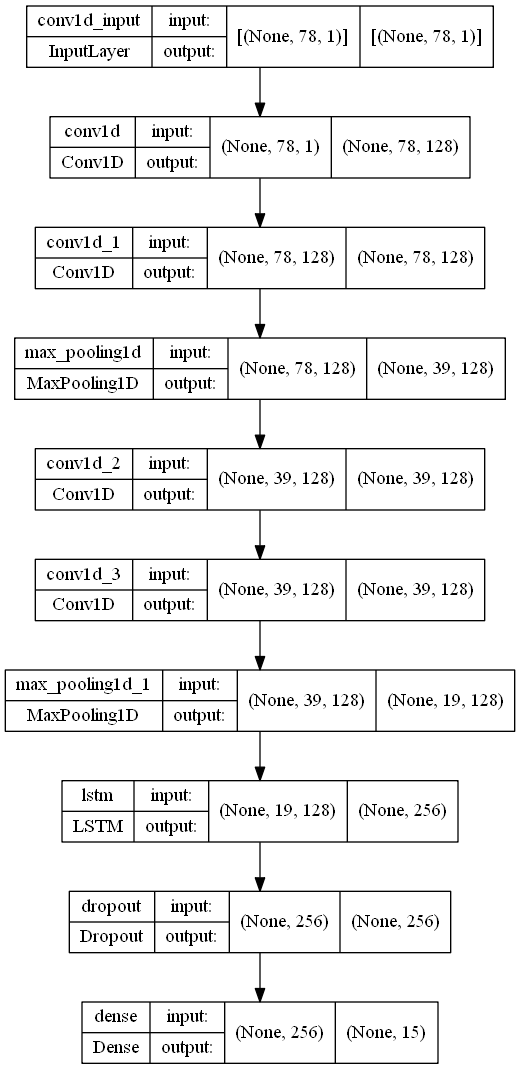 conv1d_input input: [(None, 78, 1)] [(None, 78, 1)]
InputLayer output:
conv1d input: (None, 78, 1) (None, 78, 128)
Conv1D output:
conv1d_1 input: (None, 78, 128) (None, 78, 128)
Conv1D output:
max_pooling1d input: (None, 78, 128) (None, 39, 128)
MaxPooling1D output:
conv1d_2 input: (None, 39, 128) (None, 39, 128)
Conv1D output:
conv1d_3 input: (None, 39, 128) (None, 39, 128)
Conv1D output:
max_pooling1d_1 input: (None, 39, 128) (None, 19, 128)
MaxPooling1D output:
lstm input: (None, 19, 128) (None, 256)
LSTM output:
dropout input: (None, 256) (None, 256)
Dropout output:
dense input: (None, 256) (None, 15)
Dense output: